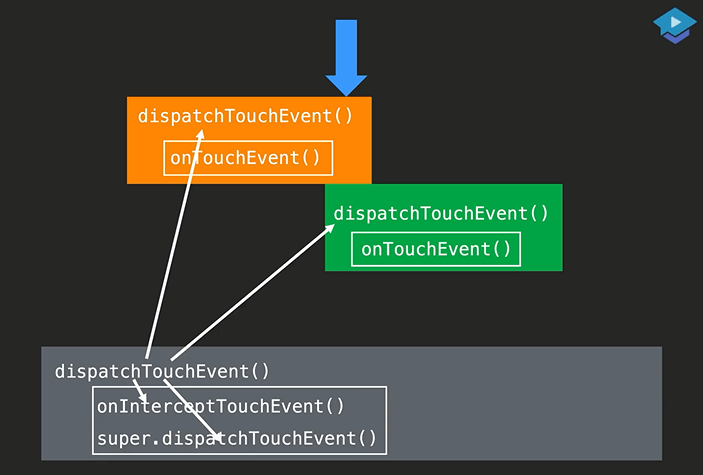 dispatchTouchEvent()
onTouchEvent()
dispatchTouchEvent()
onTouchEvent()
dispatchTouchEvent()
onInterceptTouchEvent()
super.dispatchTouchEvent()